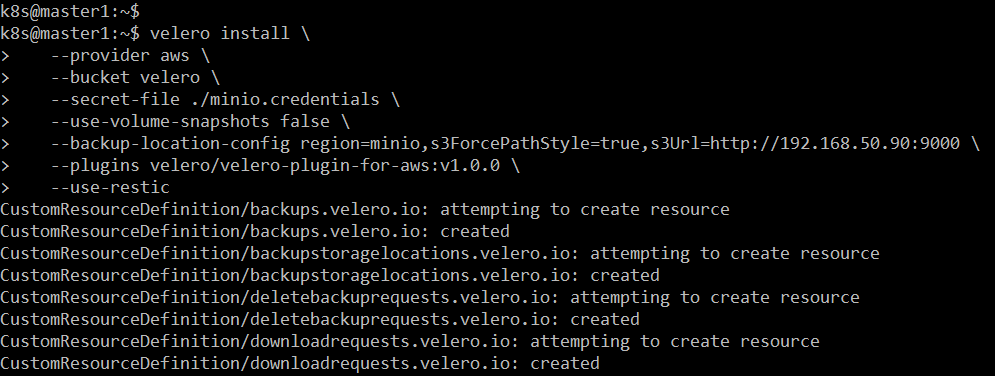 k8s@master1:~$
k8s@master1:~$ velero install \
>    --provider aws \
>    --bucket velero \
>    --secret-file ./minio.credentials \
>    --use-volume-snapshots false \
>    --backup-location-config region=minio,s3ForcePathStyle=true,s3Url=http://192.168.50.90:9000 \
>    --plugins velero/velero-plugin-for-aws:v1.0.0 \
>    --use-restic
CustomResourceDefinition/backups.velero.io: attempting to create resource
CustomResourceDefinition/backups.velero.io: created
CustomResourceDefinition/backupstoragelocations.velero.io: attempting to create resource
CustomResourceDefinition/backupstoragelocations.velero.io: created
CustomResourceDefinition/deletebackuprequests.velero.io: attempting to create resource
CustomResourceDefinition/deletebackuprequests.velero.io: created
CustomResourceDefinition/downloadrequests.velero.io: attempting to create resource
CustomResourceDefinition/downloadrequests.velero.io: created